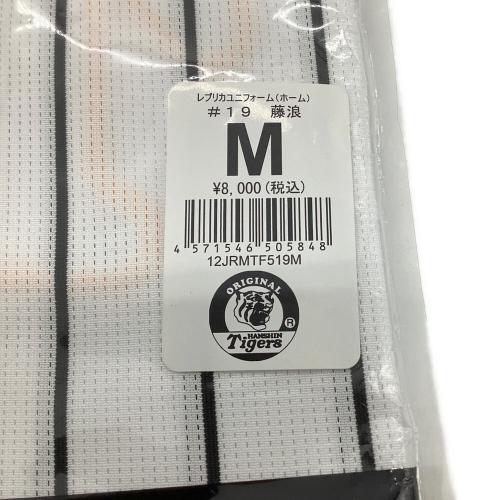 レプリカユニフォーム(ホーム)
#19 藤浪
M
¥8,000(税込)
4 571546 505848
12JRMTF519M
ORIGINAL
HANSHIN
Tigers
®